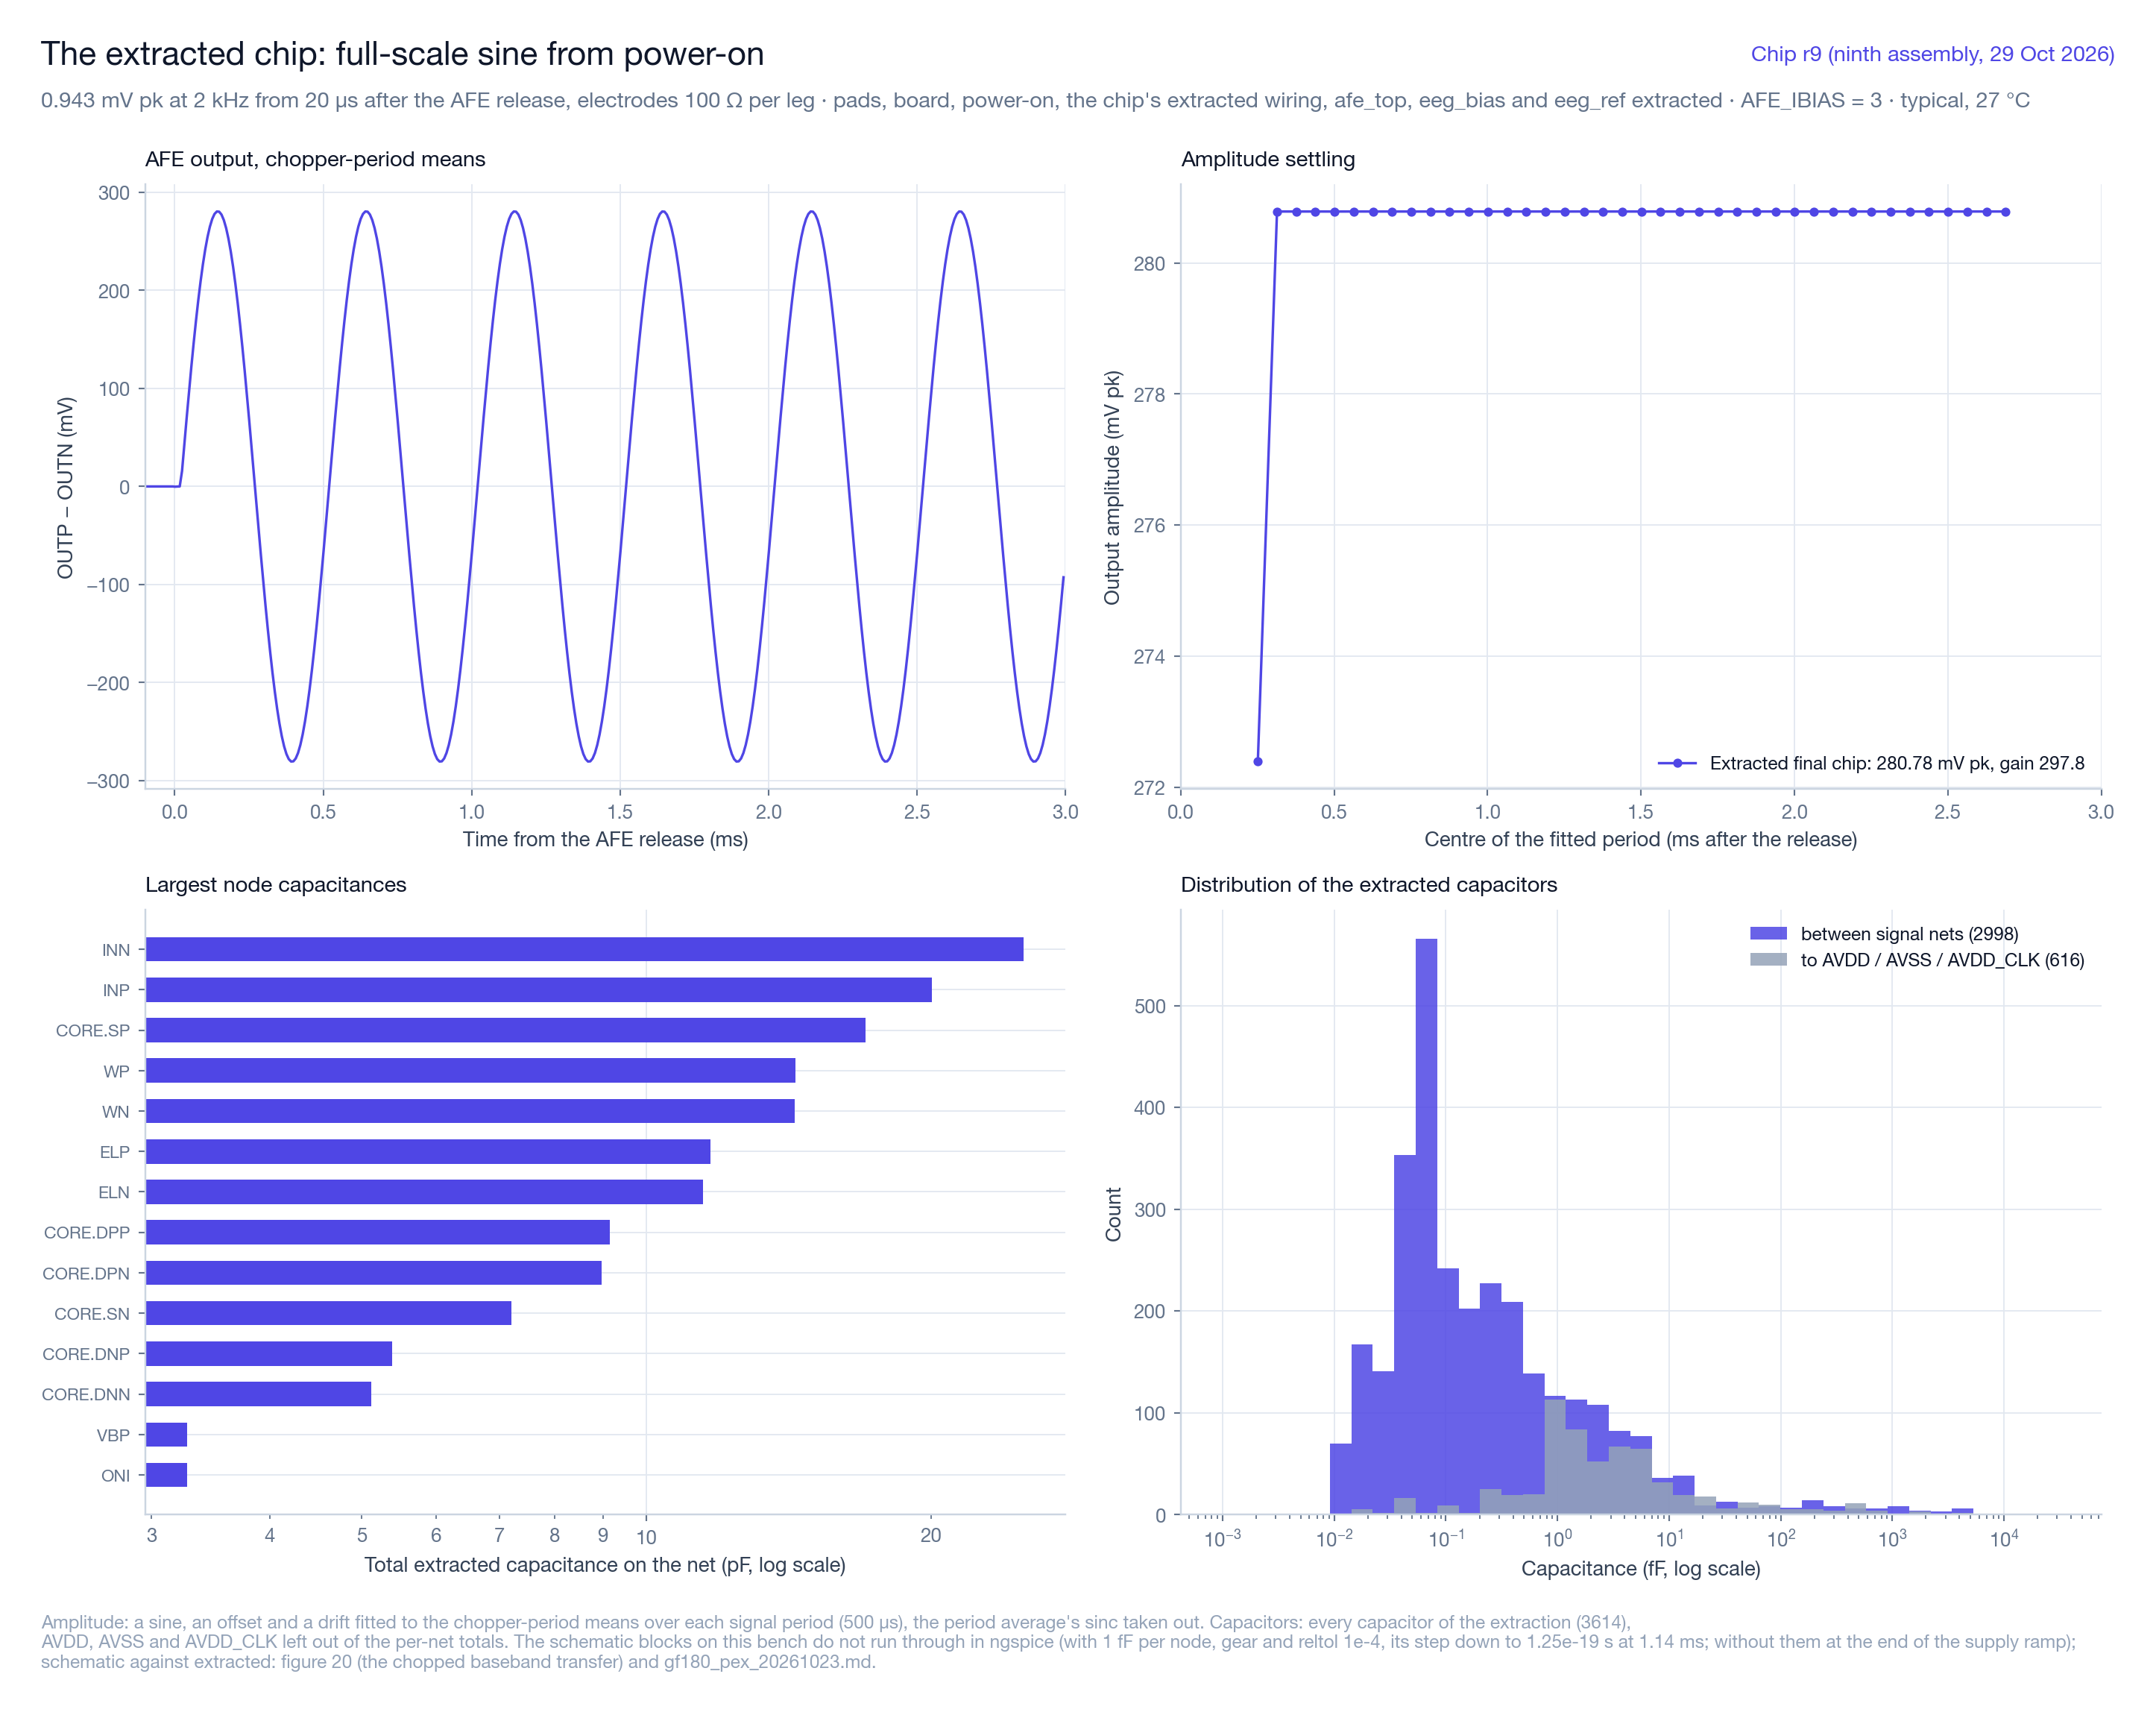 The extracted chip: full-scale sine from power-on
Chip r9 (ninth assembly, 29 Oct 2026)
0.943 mV pk at 2 kHz from 20 µs after the AFE release, electrodes 100 Ω per leg · pads, board, power-on, the chip's extracted wiring, afe_top, eeg_bias and eeg_ref extracted · AFE_IBIAS = 3 · typical, 27 °C
AFE output, chopper-period means
300
200
100
0
−100
−200
−300
OUTP − OUTN (mV)
0.0 0.5 1.0 1.5 2.0 2.5 3.0
Time from the AFE release (ms)
Amplitude settling
280
278
276
274
272
Output amplitude (mV pk)
Extracted final chip: 280.78 mV pk, gain 297.8
0.0 0.5 1.0 1.5 2.0 2.5 3.0
Centre of the fitted period (ms after the release)
Largest node capacitances
INN
INP
CORE.SP
WP
WN
ELP
ELN
CORE.DPP
CORE.DPN
CORE.SN
CORE.DNP
CORE.DNN
VBP
ONI
3 4 5 6 7 8 9 10 20
Total extracted capacitance on the net (pF, log scale)
Distribution of the extracted capacitors
between signal nets (2998)
to AVDD / AVSS / AVDD_CLK (616)
500
400
300
200
100
0
Count
10⁻³ 10⁻² 10⁻¹ 10⁰ 10¹ 10² 10³ 10⁴
Capacitance (fF, log scale)
Amplitude: a sine, an offset and a drift fitted to the chopper-period means over each signal period (500 µs), the period average's sinc taken out. Capacitors: every capacitor of the extraction (3614),
AVDD, AVSS and AVDD_CLK left out of the per-net totals. The schematic blocks on this bench do not run through in ngspice (with 1 fF per node, gear and reltol 1e-4, its step down to 1.25e-19 s at 1.14 ms; without them at the end of the supply ramp);
schematic against extracted: figure 20 (the chopped baseband transfer) and gf180_pex_20261023.md.